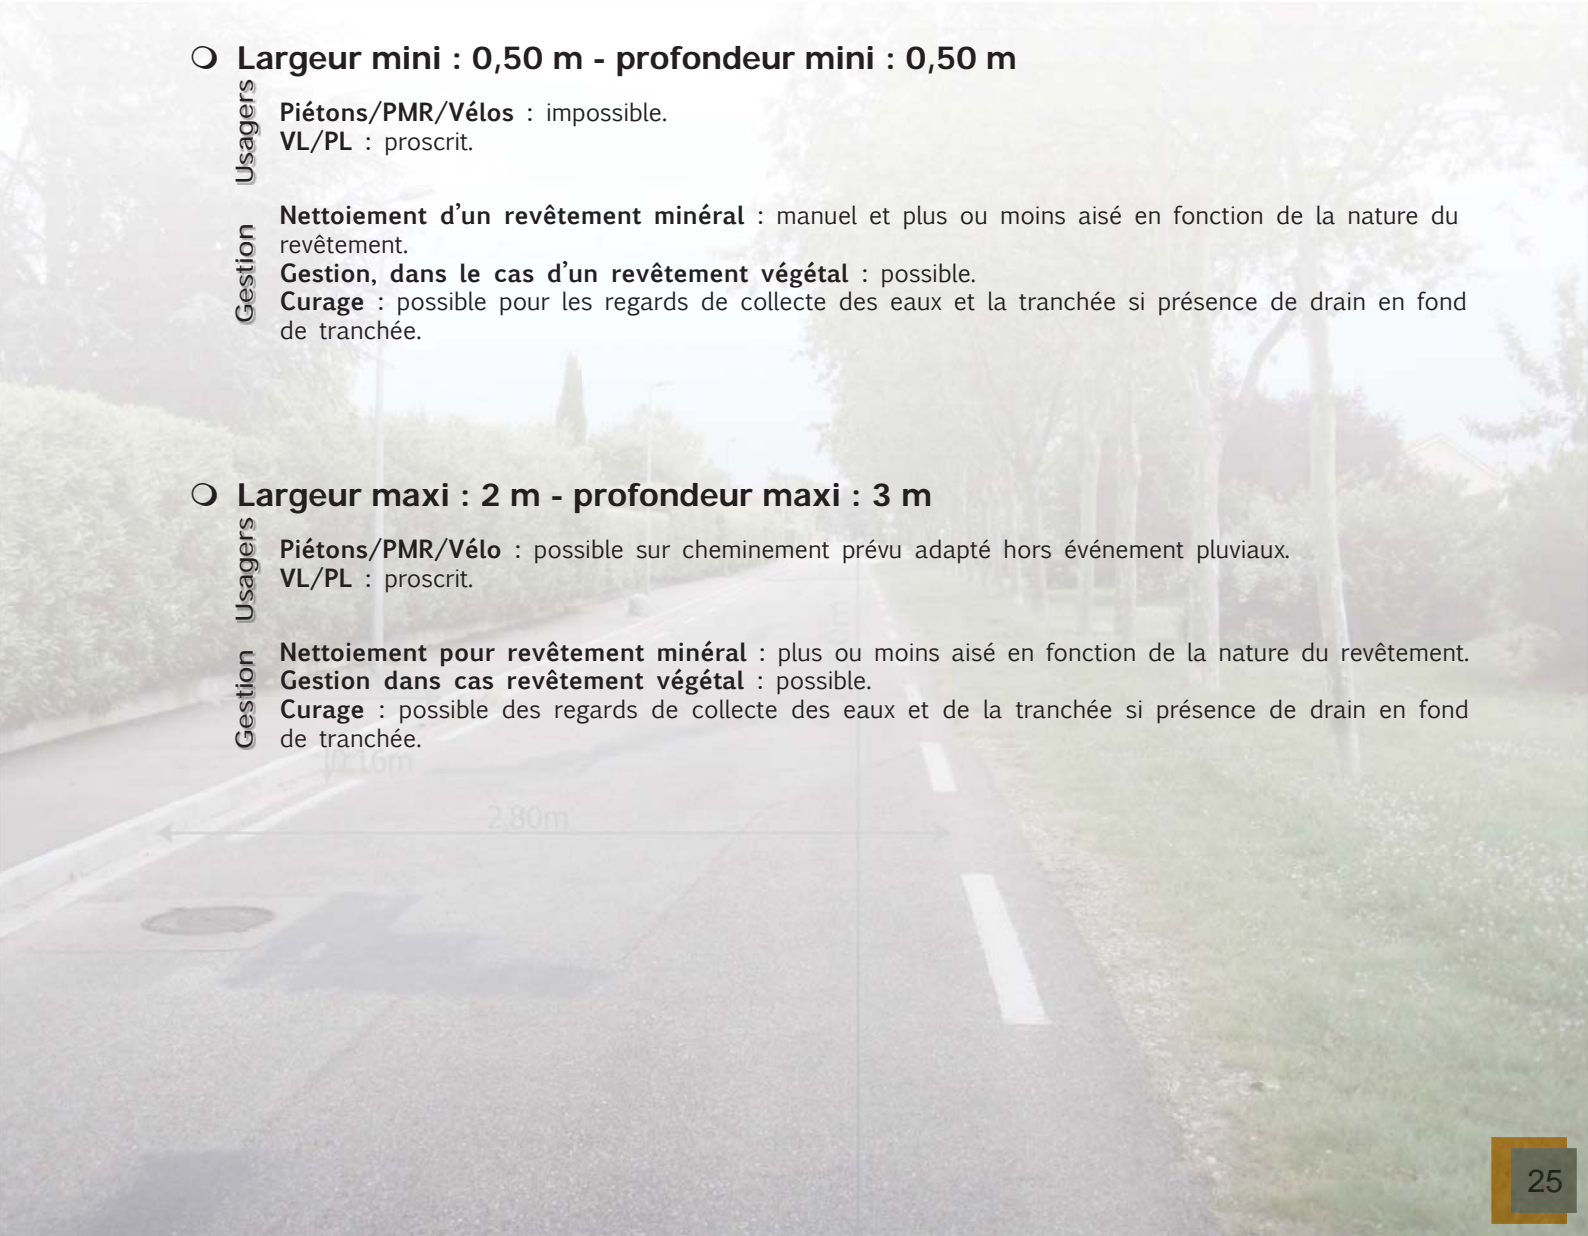 Largeur mini : 0,50 m - profondeur mini : 0,50 m
Usagers
Piétons/PMR/Vélos : impossible.
VL/PL : proscrit.
Gestion
Nettoiement d'un revêtement minéral : manuel et plus ou moins aisé en fonction de la nature du
revêtement.
Gestion, dans le cas d'un revêtement végétal : possible.
Curage : possible pour les regards de collecte des eaux et la tranchée si présence de drain en fond
de tranchée.
Largeur maxi : 2 m - profondeur maxi : 3 m
Usagers
Piétons/PMR/Vélo : possible sur cheminement prévu adapté hors événement pluviaux.
VL/PL : proscrit.
Gestion
Nettoiement pour revêtement minéral : plus ou moins aisé en fonction de la nature du revêtement.
Gestion dans cas revêtement végétal : possible.
Curage : possible des regards de collecte des eaux et de la tranchée si présence de drain en fond
de tranchée.
0,16m
2,80m
25